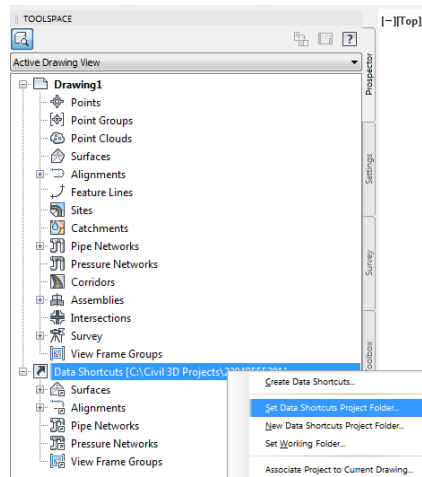 TOOLSPACE
[−][Top]
?
Active Drawing View
Prospector
Drawing1
Points
Point Groups
Point Clouds
Surfaces
Alignments
Feature Lines
Settings
Sites
Catchments
Pipe Networks
Pressure Networks
Survey
Corridors
Assemblies
Intersections
Survey
View Frame Groups
Toolbox
Data Shortcuts [C:\Civil 3D Projects\
Surfaces
Alignments
Pipe Networks
Pressure Networks
View Frame Groups
Create Data Shortcuts...
Set Data Shortcuts Project Folder...
New Data Shortcuts Project Folder...
Set Working Folder...
Associate Project to Current Drawing...